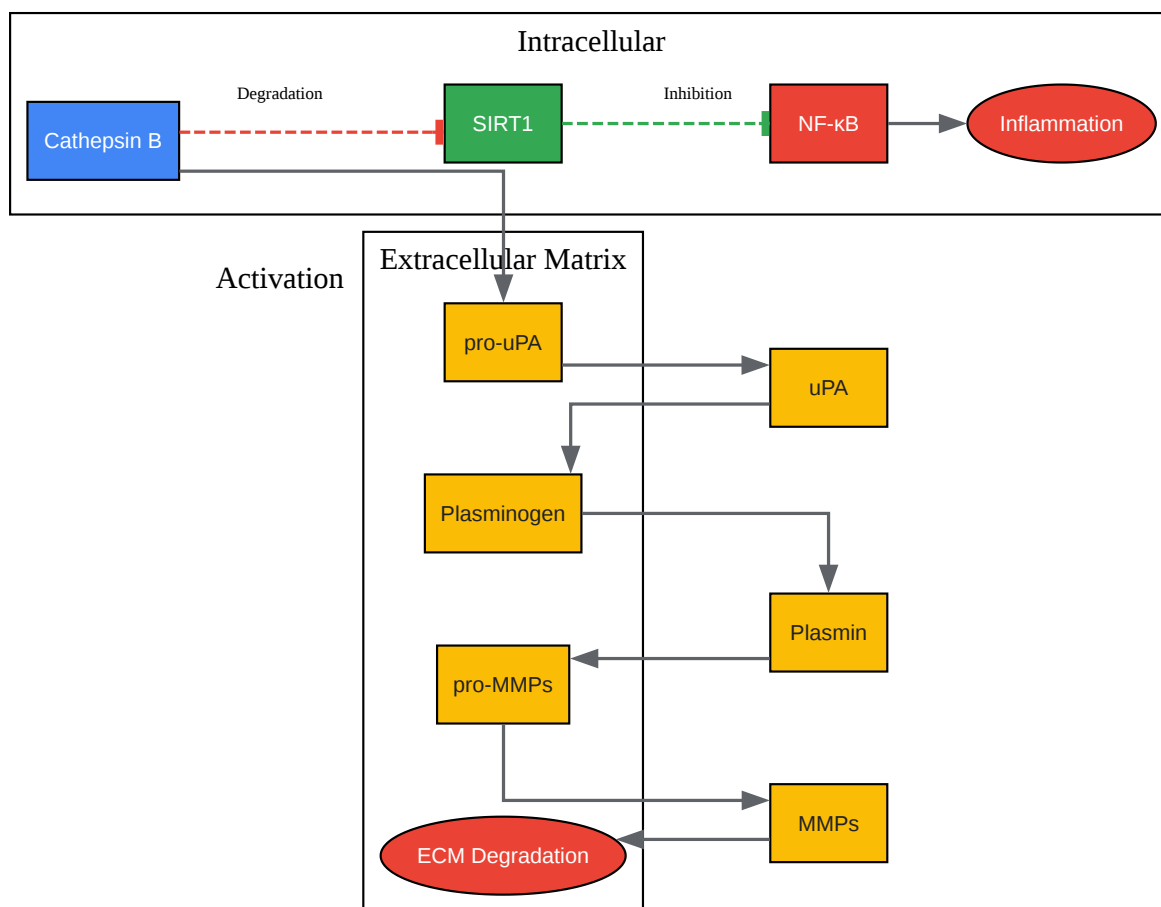 Intracellular
Degradation
Inhibition
Cathepsin B
SIRT1
NF-κB
Inflammation
Activation
Extracellular Matrix
pro-uPA
uPA
Plasminogen
Plasmin
pro-MMPs
MMPs
ECM Degradation